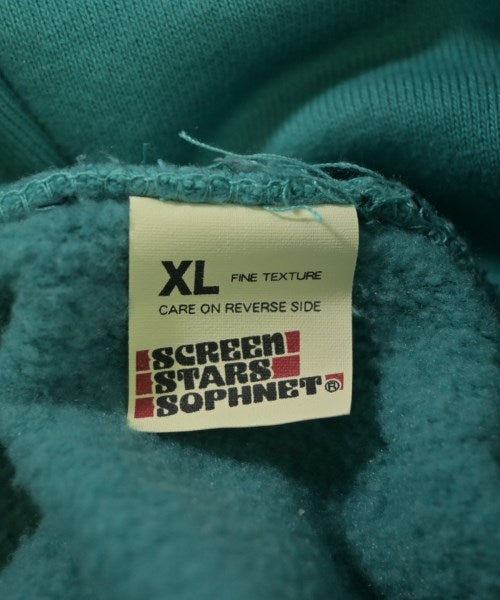 XL FINE TEXTURE
CARE ON REVERSE SIDE
SCREEN
STARS
SOPHNET ®